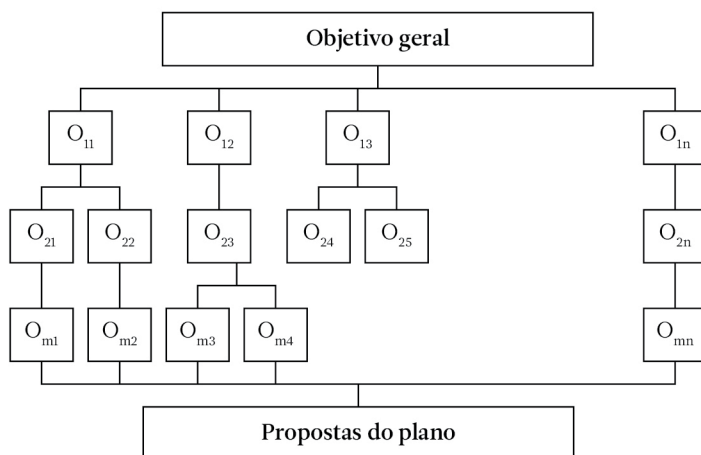 Objetivo geral
O11 O12 O13 O1n
O21 O22 O23 O24 O25 O2n
Om1 Om2 Om3 Om4 Omn
Propostas do plano